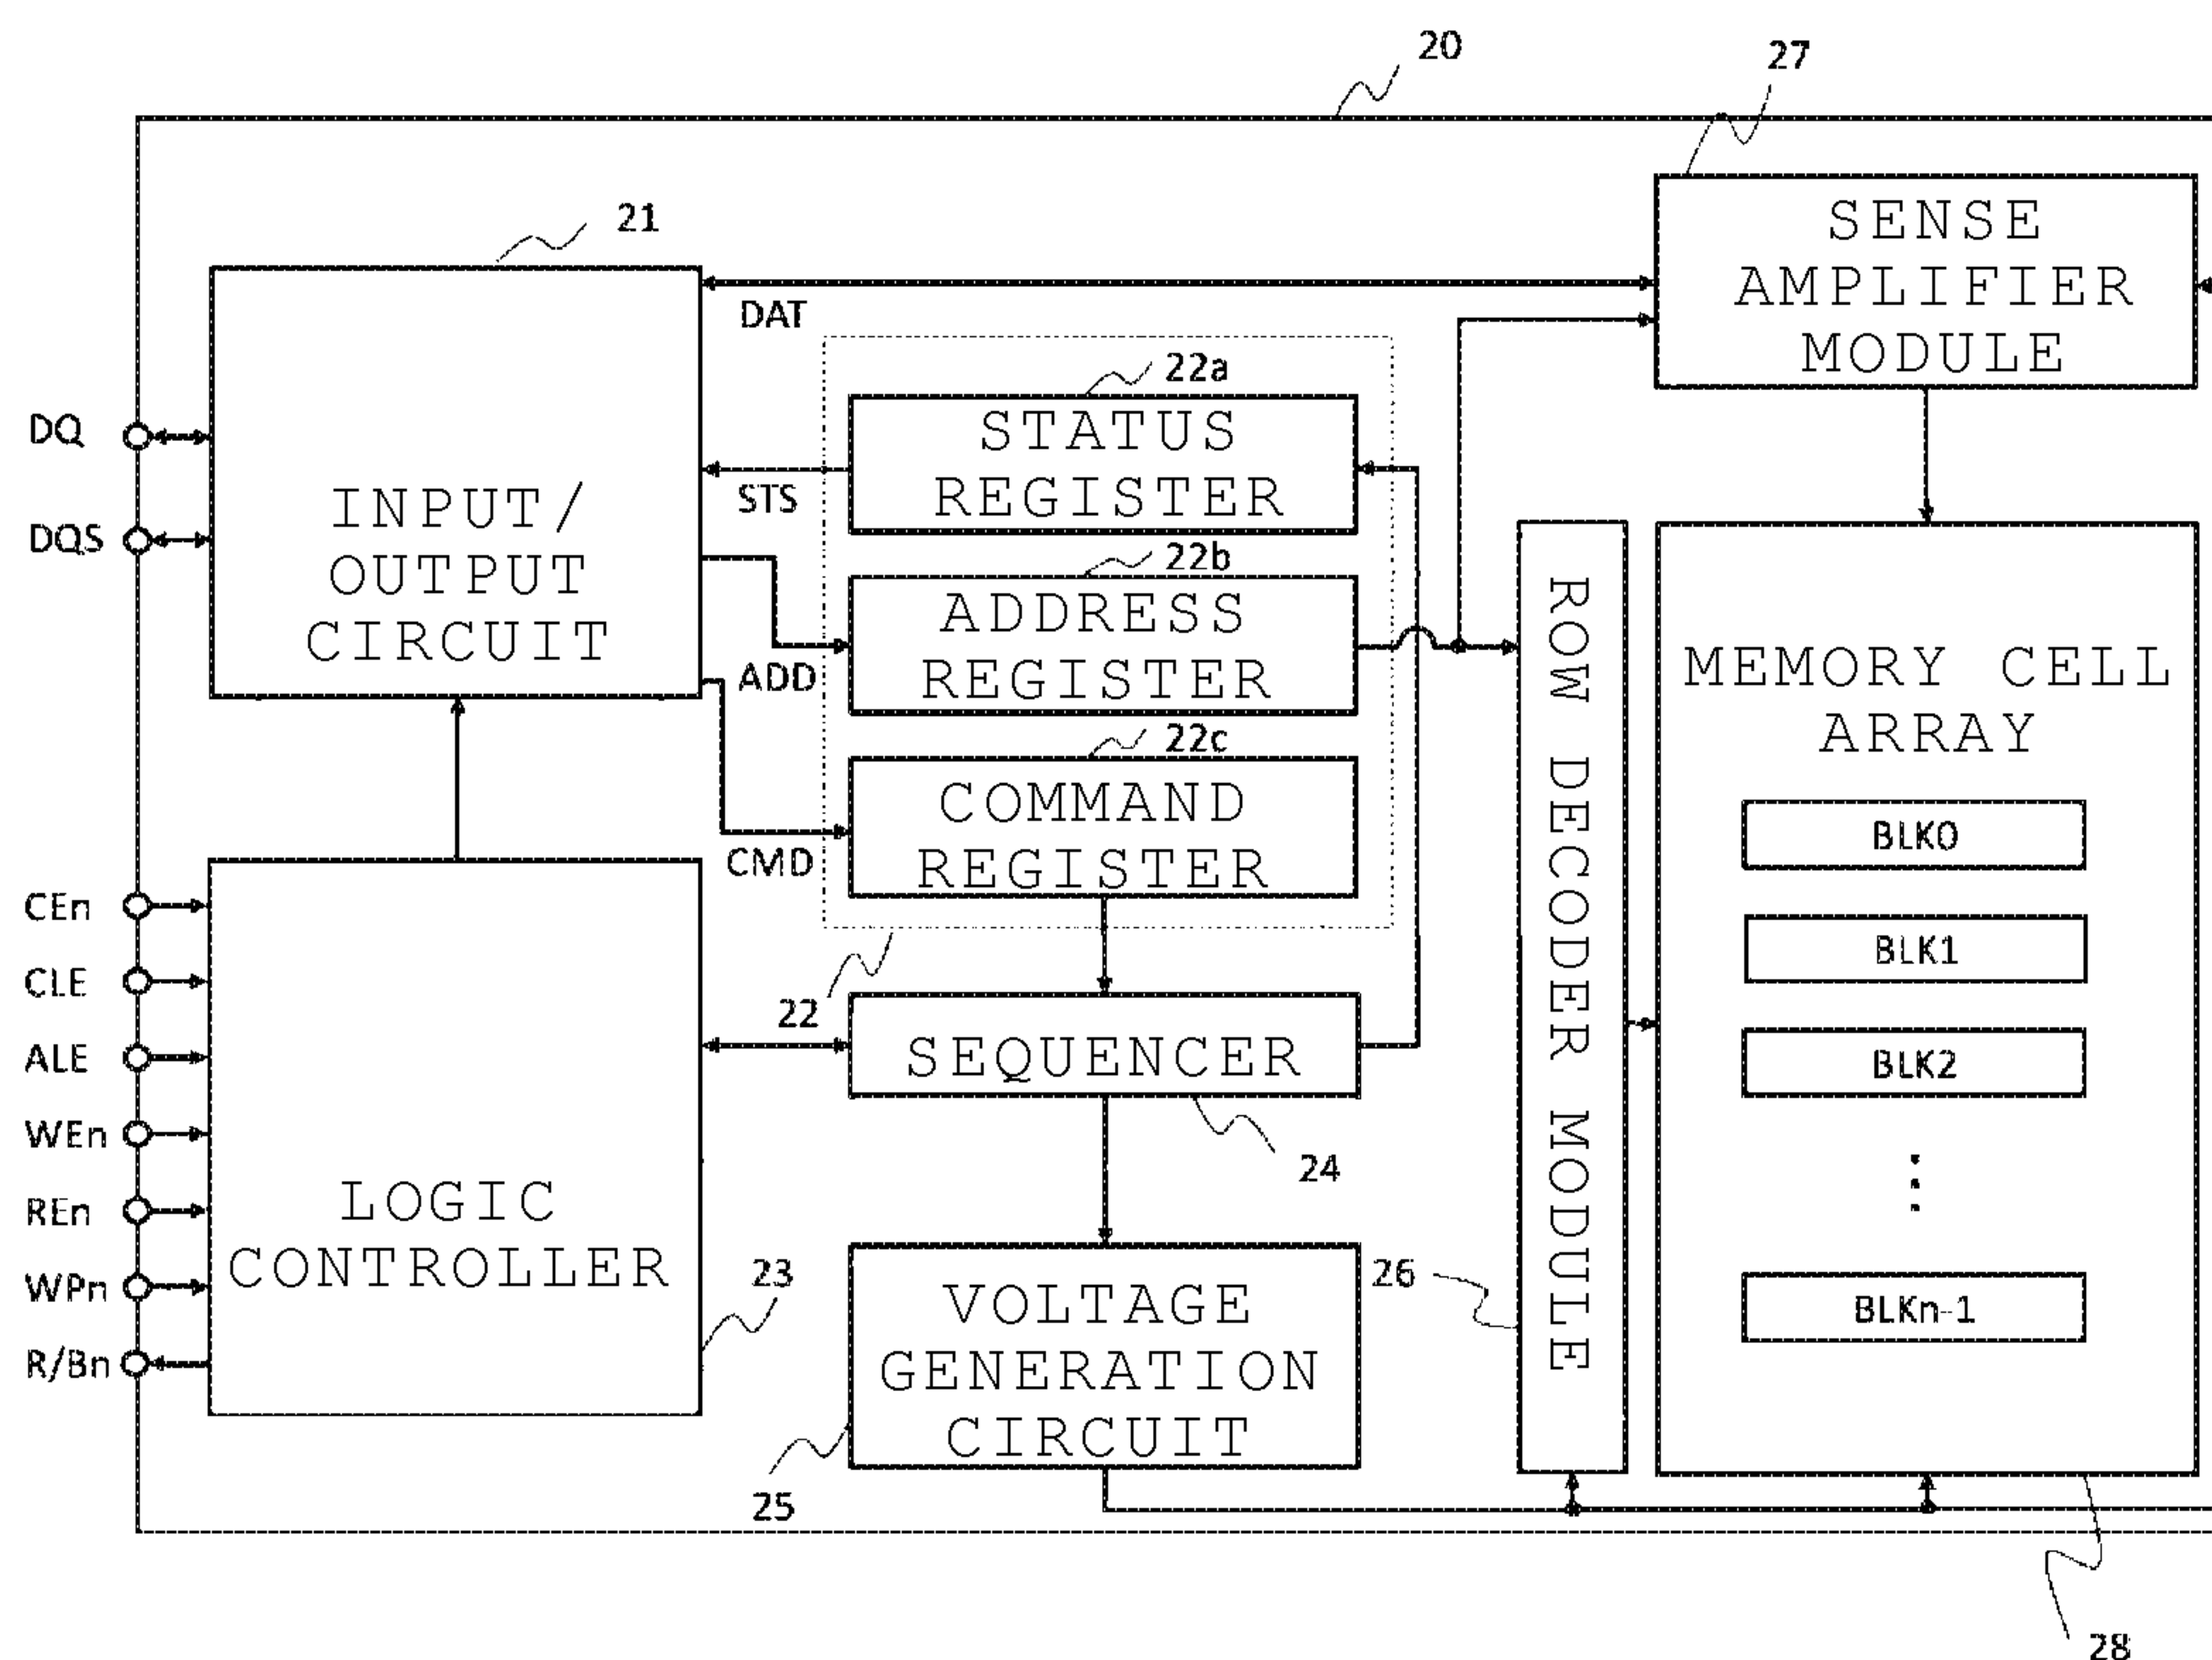 20
27
21
SENSE
AMPLIFIER
MODULE
DAT
22a
STATUS
REGISTER
DQ
STS
INPUT/
OUTPUT
CIRCUIT
DQS
22b
ADDRESS
REGISTER
ADD
22c
COMMAND
REGISTER
CMD
ROW DECODER MODULE
MEMORY CELL
ARRAY
BLK0
BLK1
BLK2
BLKn-1
CEn
CLE
ALE
WEn
REn
WPn
R/Bn
22
SEQUENCER
24
LOGIC
CONTROLLER
23
VOLTAGE
GENERATION
CIRCUIT
26
25
28